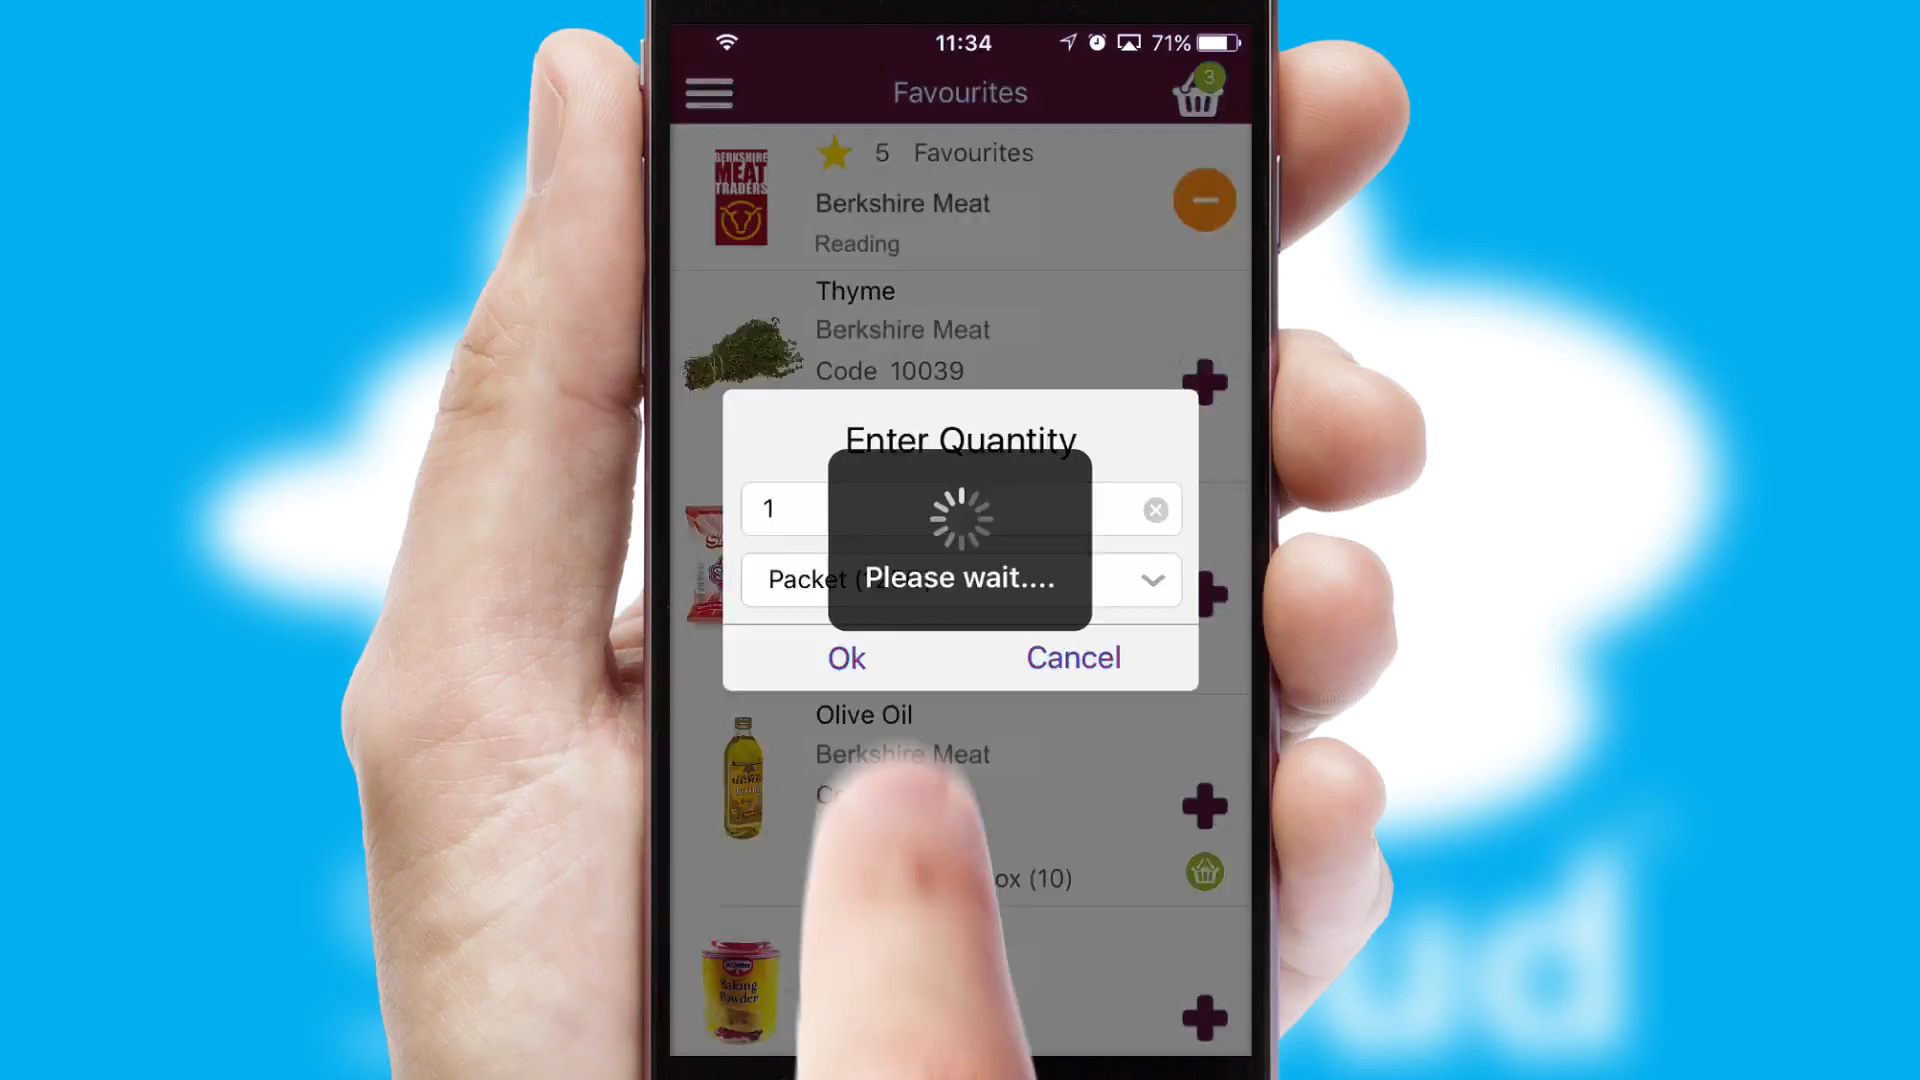 11:34
71%
Favourites
3
BERKSHIRE
MEAT
TRADERS
5 Favourites
Berkshire Meat
Reading
Thyme
Berkshire Meat
Code 10039
Enter Quantity
1
Packet
Please wait....
Ok
Cancel
Olive Oil
Berkshire Meat
ox (10)
Baking
Powder
ud